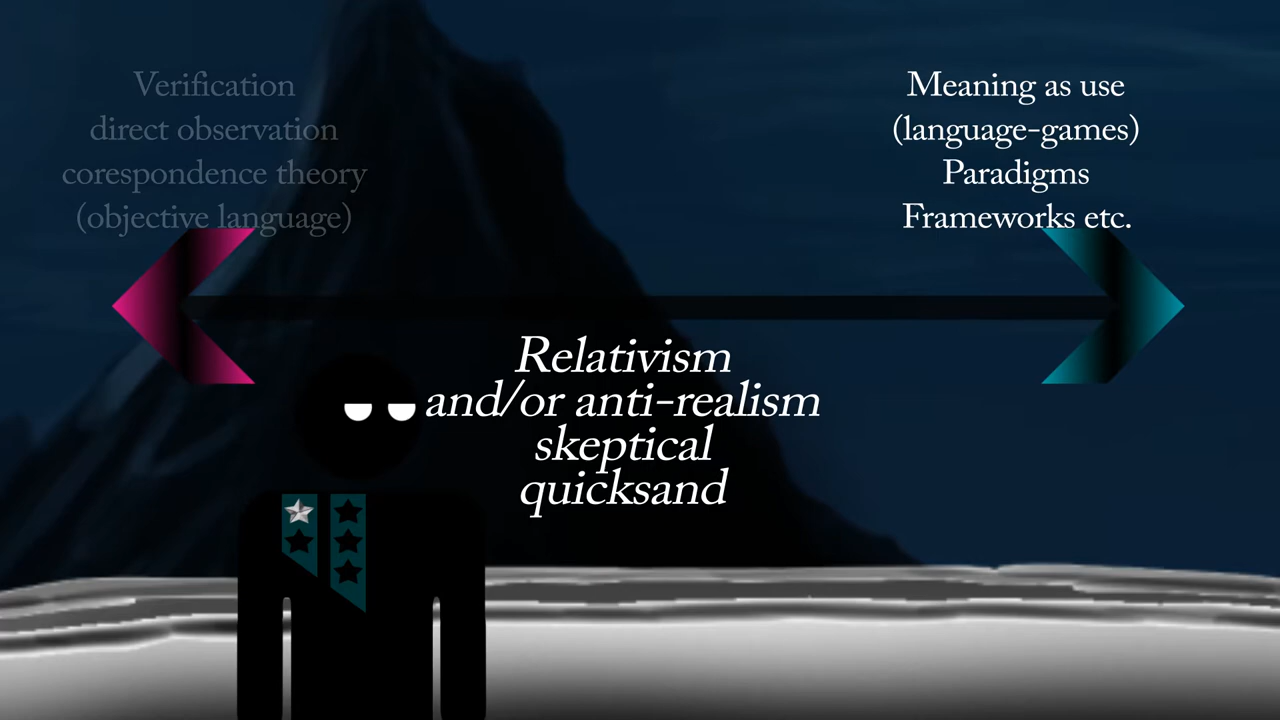 Verification
direct observation
corespondence theory
(objective language)
Meaning as use
(language-games)
Paradigms
Frameworks etc.
Relativism
and/or anti-realism
skeptical
quicksand